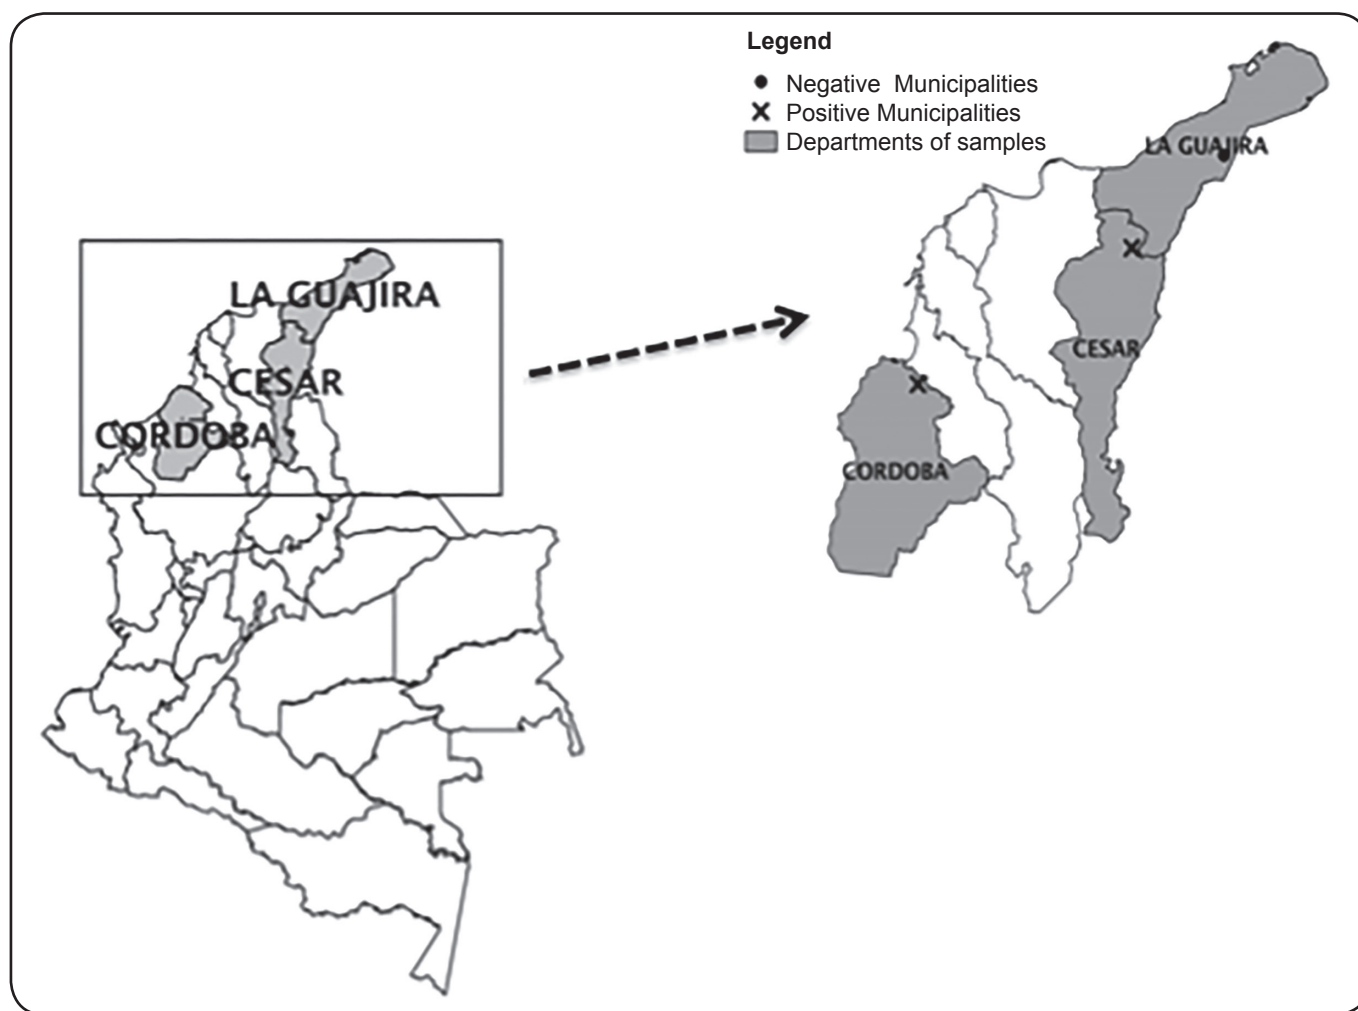 Legend
Negative Municipalities
Positive Municipalities
Departments of samples
LA GUAJIRA
CESAR
CORDOBA
LA GUAJIRA
CESAR
CORDOBA